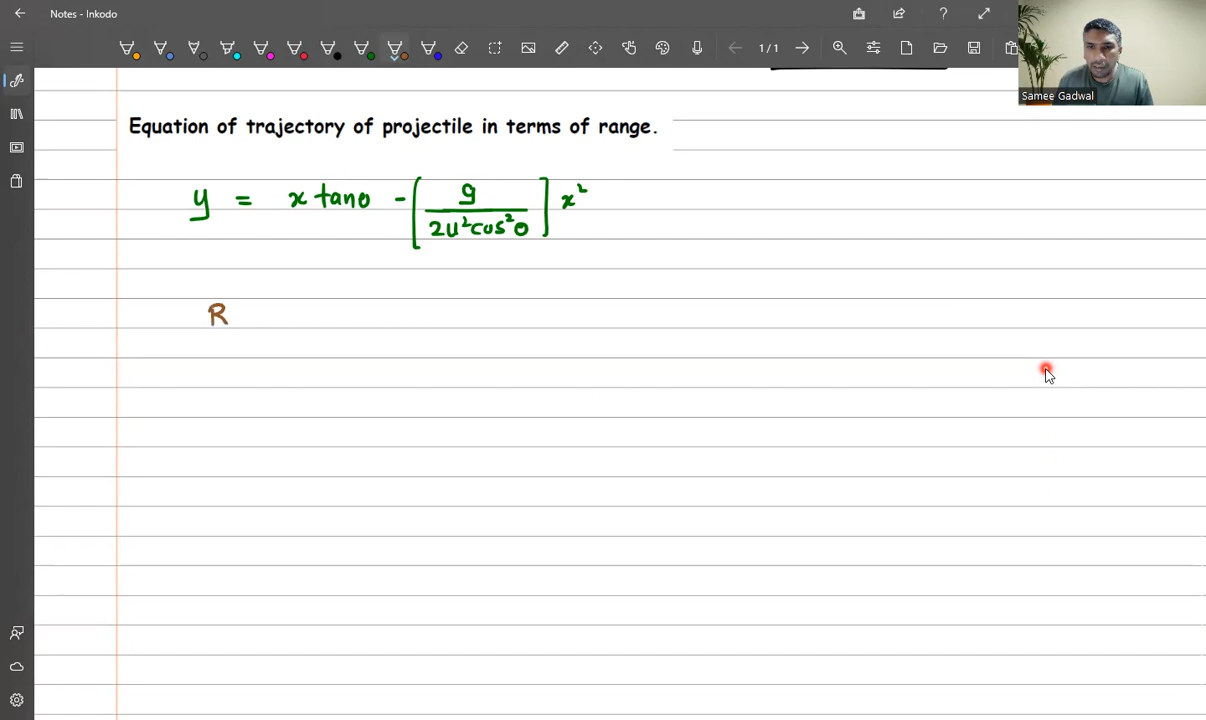 Notes - Inkodo
1/1
Samee Gadwal
Equation of trajectory of projectile in terms of range.
y = x tanθ - [ g / 2u²cos²θ ] x²
R